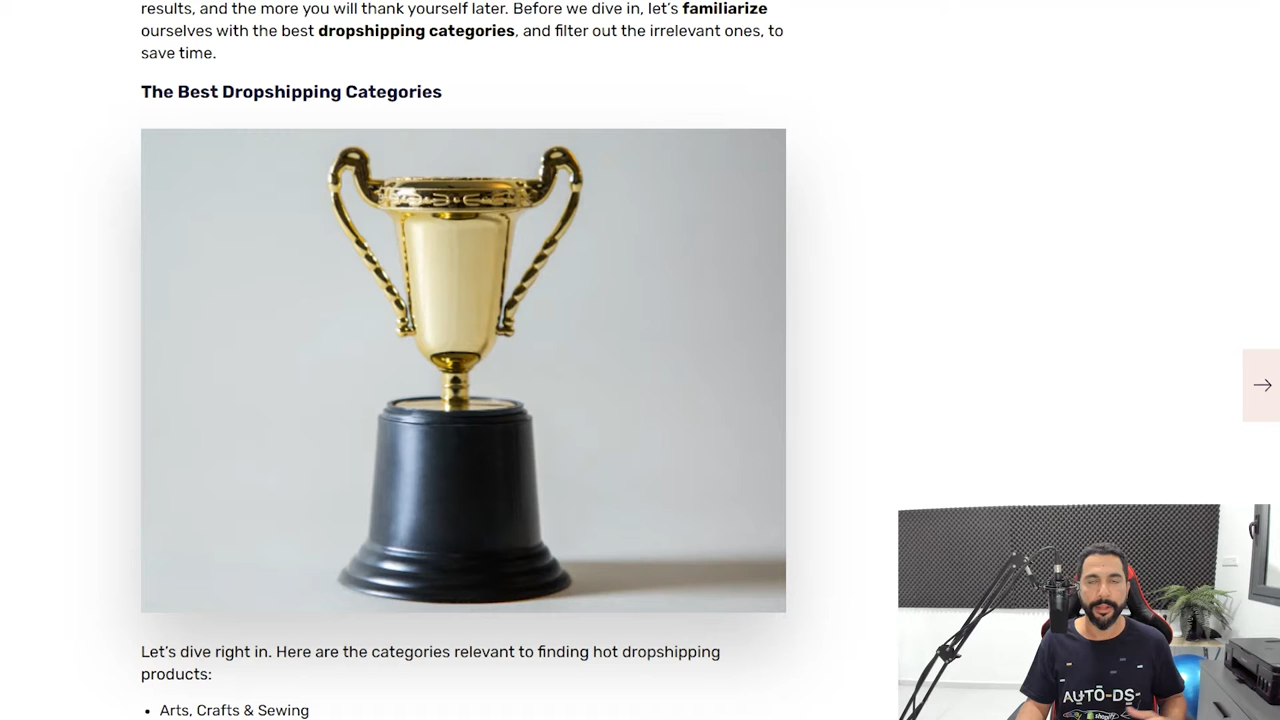 results, and the more you will thank yourself later. Before we dive in, let’s familiarize
ourselves with the best dropshipping categories, and filter out the irrelevant ones, to
save time.
The Best Dropshipping Categories
Let’s dive right in. Here are the categories relevant to finding hot dropshipping
products:
• Arts, Crafts & Sewing
AUTO-DS
shopify